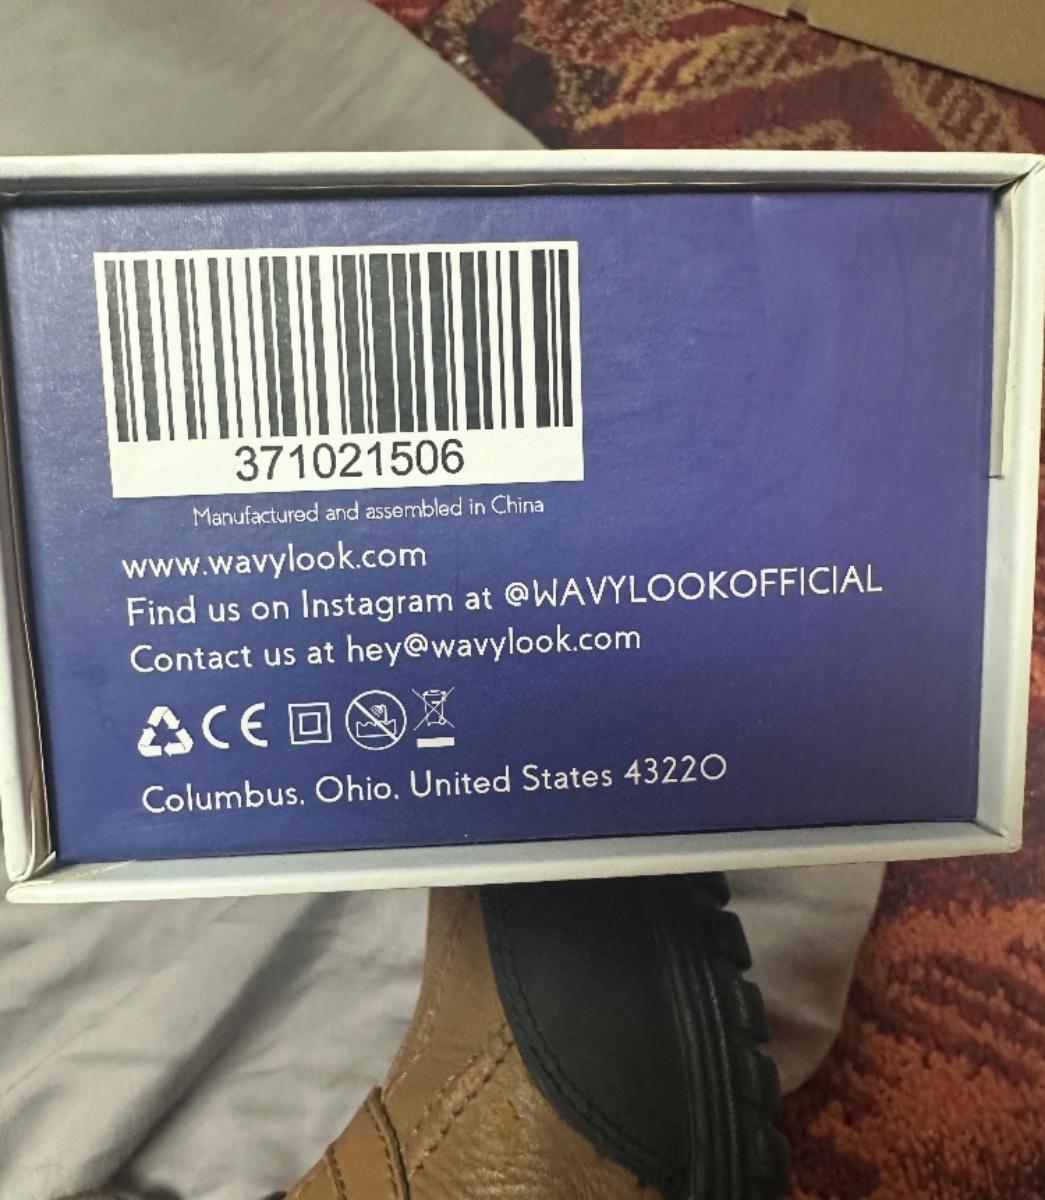 371021506
Manufactured and assembled in China
www.wavylook.com
Find us on Instagram at @WAVYLOOKOFFICIAL
Contact us at hey@wavylook.com
CE
Columbus, Ohio, United States 43220